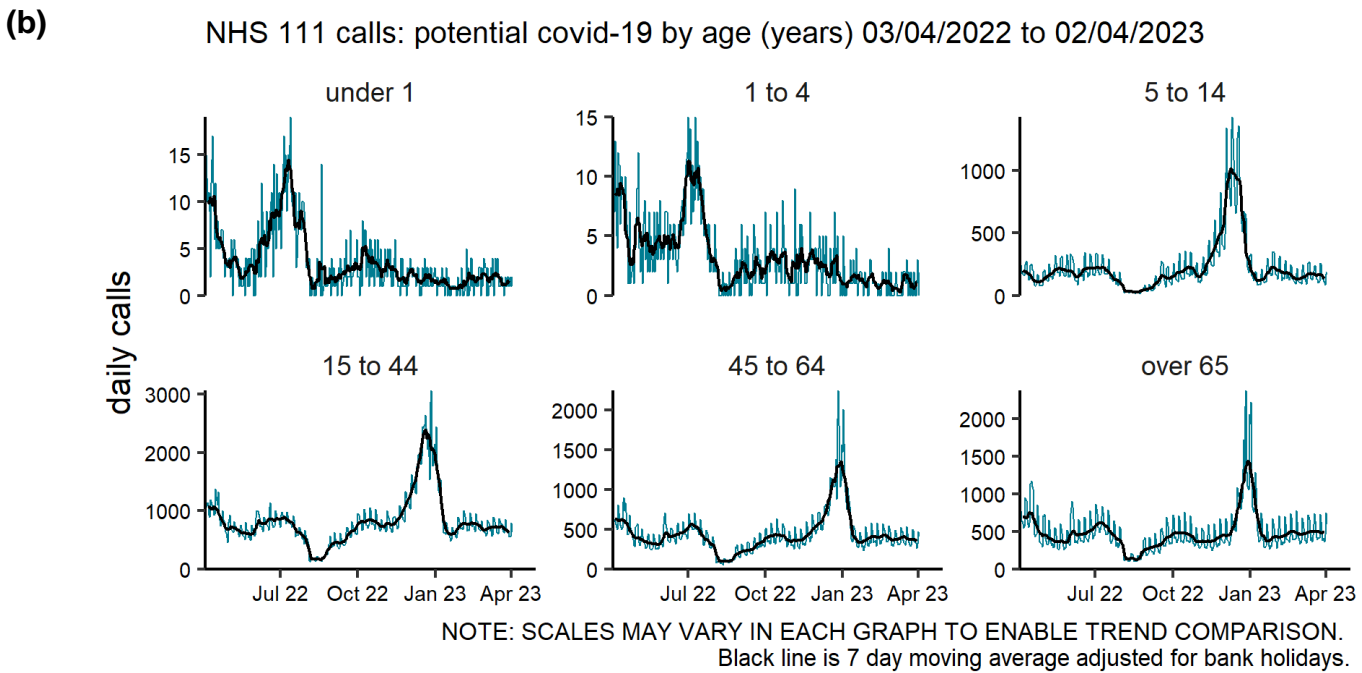 (b)
NHS 111 calls: potential covid-19 by age (years) 03/04/2022 to 02/04/2023
under 1
1 to 4
5 to 14
15
10
5
0
15
10
5
0
1000
500
0
daily calls
15 to 44
45 to 64
over 65
3000
2000
1000
0
2000
1500
1000
500
0
2000
1500
1000
500
0
Jul 22 Oct 22 Jan 23 Apr 23
Jul 22 Oct 22 Jan 23 Apr 23
Jul 22 Oct 22 Jan 23 Apr 23
NOTE: SCALES MAY VARY IN EACH GRAPH TO ENABLE TREND COMPARISON.
Black line is 7 day moving average adjusted for bank holidays.